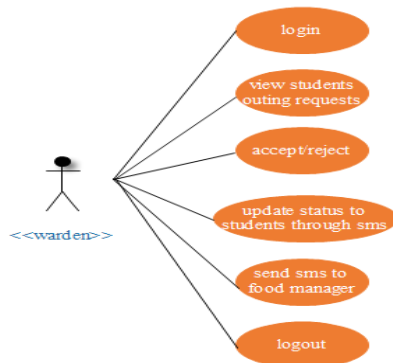 login
view students
outing requests
accept/reject
<<warden>>
update status to
students through sms
send sms to
food manager
logout